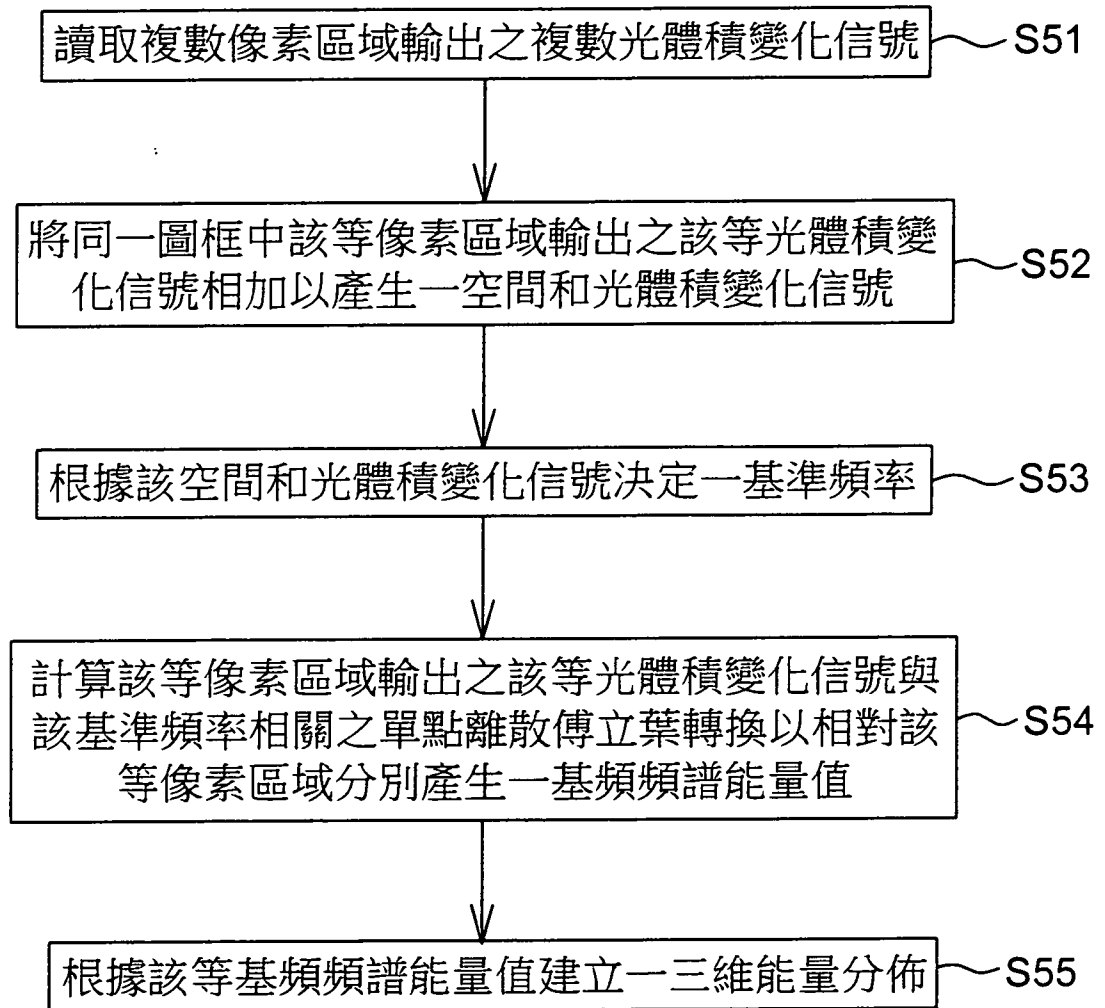 讀取複數像素區域輸出之複數光體積變化信號
S51
將同一圖框中該等像素區域輸出之該等光體積變
化信號相加以產生一空間和光體積變化信號
S52
根據該空間和光體積變化信號決定一基準頻率
S53
計算該等像素區域輸出之該等光體積變化信號與
該基準頻率相關之單點離散傅立葉轉換以相對該
等像素區域分別產生一基頻頻譜能量值
S54
根據該等基頻頻譜能量值建立一三維能量分佈
S55